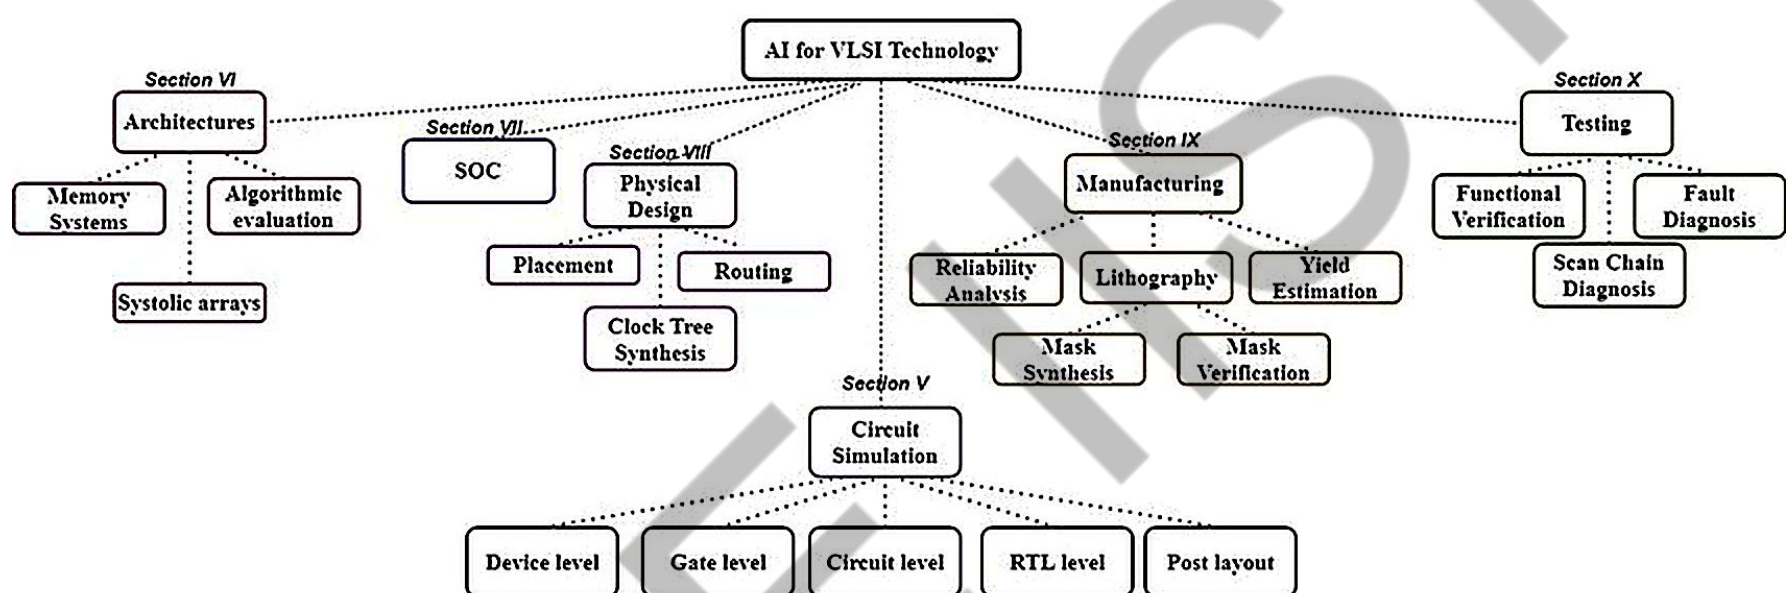 AI for VLSI Technology
Section VI
Architectures
Memory
Systems
Algorithmic
evaluation
Systolic arrays
Section VII
SOC
Section VIII
Physical
Design
Placement
Routing
Clock Tree
Synthesis
Section IX
Manufacturing
Reliability
Analysis
Lithography
Yield
Estimation
Mask
Synthesis
Mask
Verification
Section X
Testing
Functional
Verification
Fault
Diagnosis
Scan Chain
Diagnosis
Section V
Circuit
Simulation
Device level
Gate level
Circuit level
RTL level
Post layout